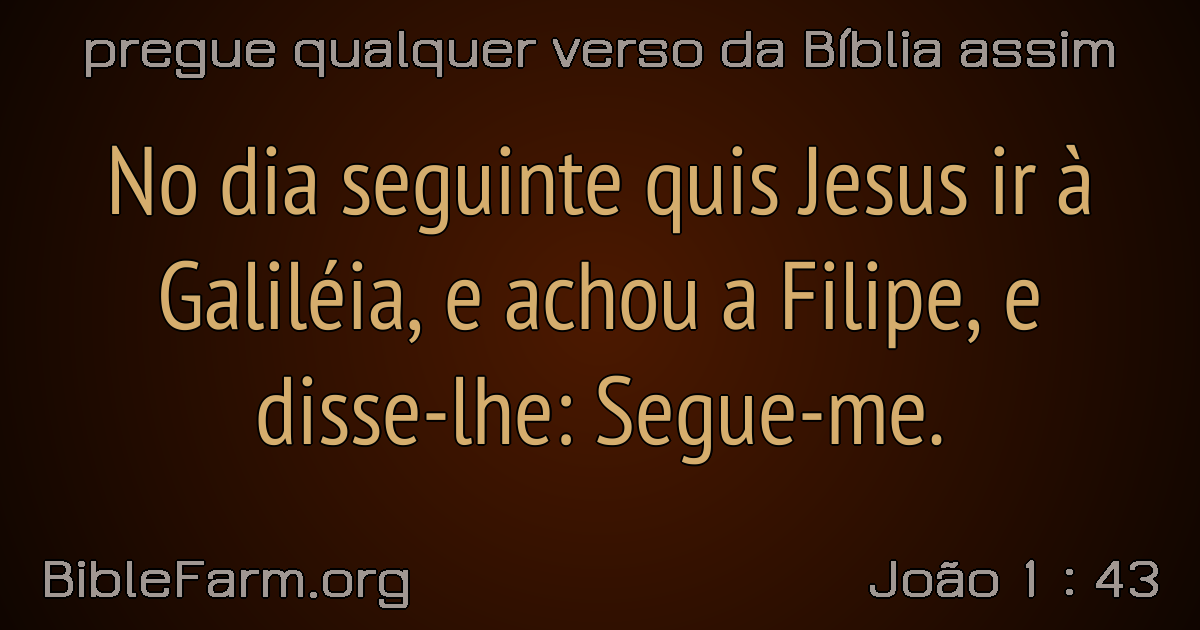 pregue qualquer verso da Bíblia assim
No dia seguinte quis Jesus ir à
Galiléia, e achou a Filipe, e
disse-lhe: Segue-me.
BibleFarm.org
João 1 : 43